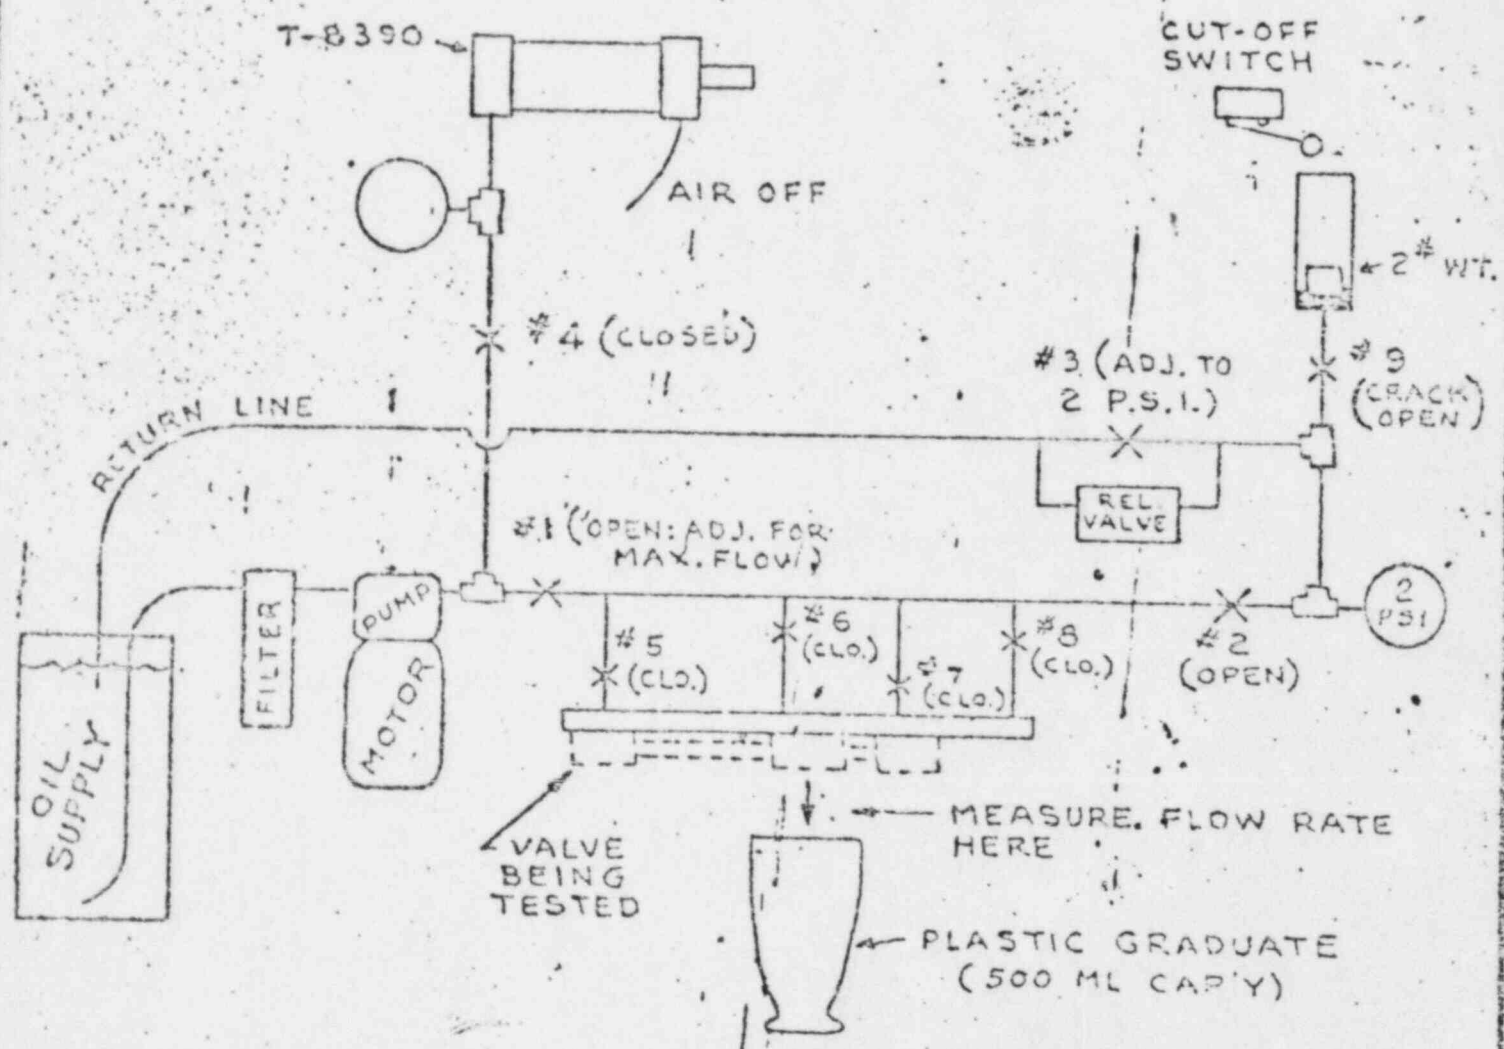 T-8390
CUT-OFF
SWITCH
AIR OFF
2# WT.
#4 (CLOSED)
#3 (ADJ. TO
2 P.S.I.)
#9
(CRACK
OPEN)
RETURN LINE
REL.
VALVE
#1 (OPEN: ADJ. FOR
MAX. FLOW)
FILTER
PUMP
MOTOR
#5
(CLO.)
#6
(CLO.)
#7
(CLO.)
#8
(CLO.)
#2
(OPEN)
2
PSI
OIL
SUPPLY
VALVE
BEING
TESTED
MEASURE. FLOW RATE
HERE
PLASTIC GRADUATE
(500 ML CAP'Y)